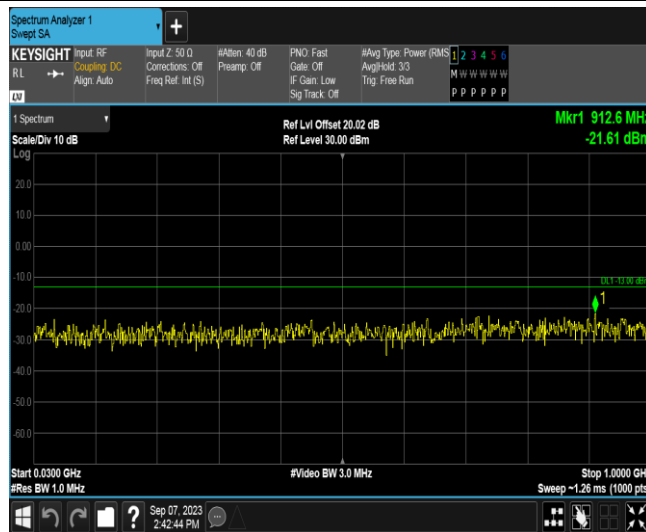 Spectrum Analyzer 1
Swept SA
+
KEYSIGHT
RL
LXI
Input: RF
Coupling: DC
Align: Auto
Input Z: 50 Ω
Corrections: Off
Freq Ref: Int (S)
#Atten: 40 dB
Preamp: Off
PNO: Fast
Gate: Off
IF Gain: Low
Sig Track: Off
#Avg Type: Power (RMS
Avg|Hold: 3/3
Trig: Free Run
1 2 3 4 5 6
M W W W W W
P P P P P P
1 Spectrum
Scale/Div 10 dB
Log
Ref Lvl Offset 20.02 dB
Ref Level 30.00 dBm
Mkr1 912.6 MHz
-21.61 dBm
20.0
10.0
0.00
-10.0
DL1 -13.00 dBm
1
-20.0
-30.0
-40.0
-50.0
-60.0
Start 0.0300 GHz
#Video BW 3.0 MHz
Stop 1.0000 GHz
#Res BW 1.0 MHz
Sweep ~1.26 ms (1000 pts)
?
Sep 07, 2023
2:42:44 PM